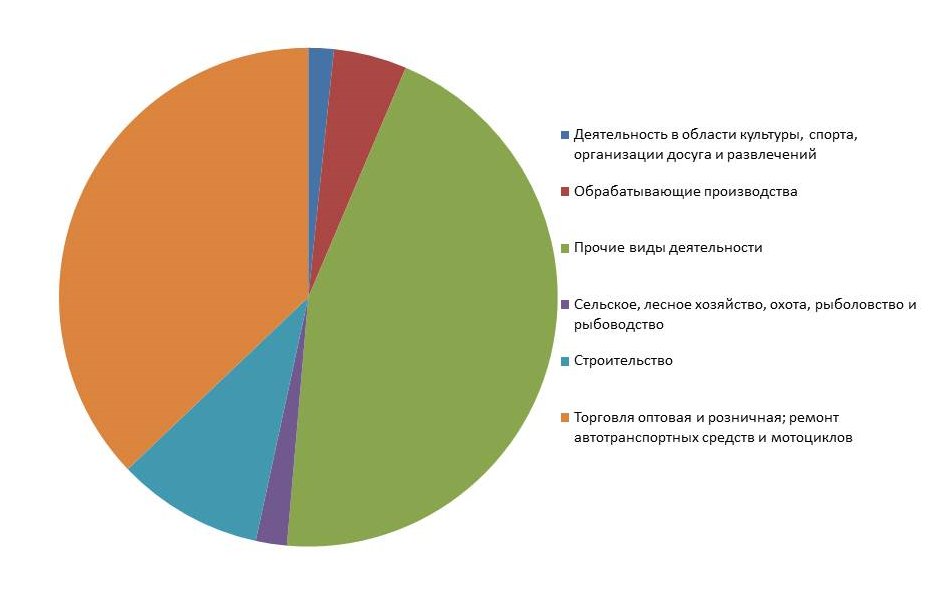 Деятельность в области культуры, спорта,
организации досуга и развлечений
Обрабатывающие производства
Прочие виды деятельности
Сельское, лесное хозяйство, охота, рыболовство и
рыбоводство
Строительство
Торговля оптовая и розничная; ремонт
автотранспортных средств и мотоциклов